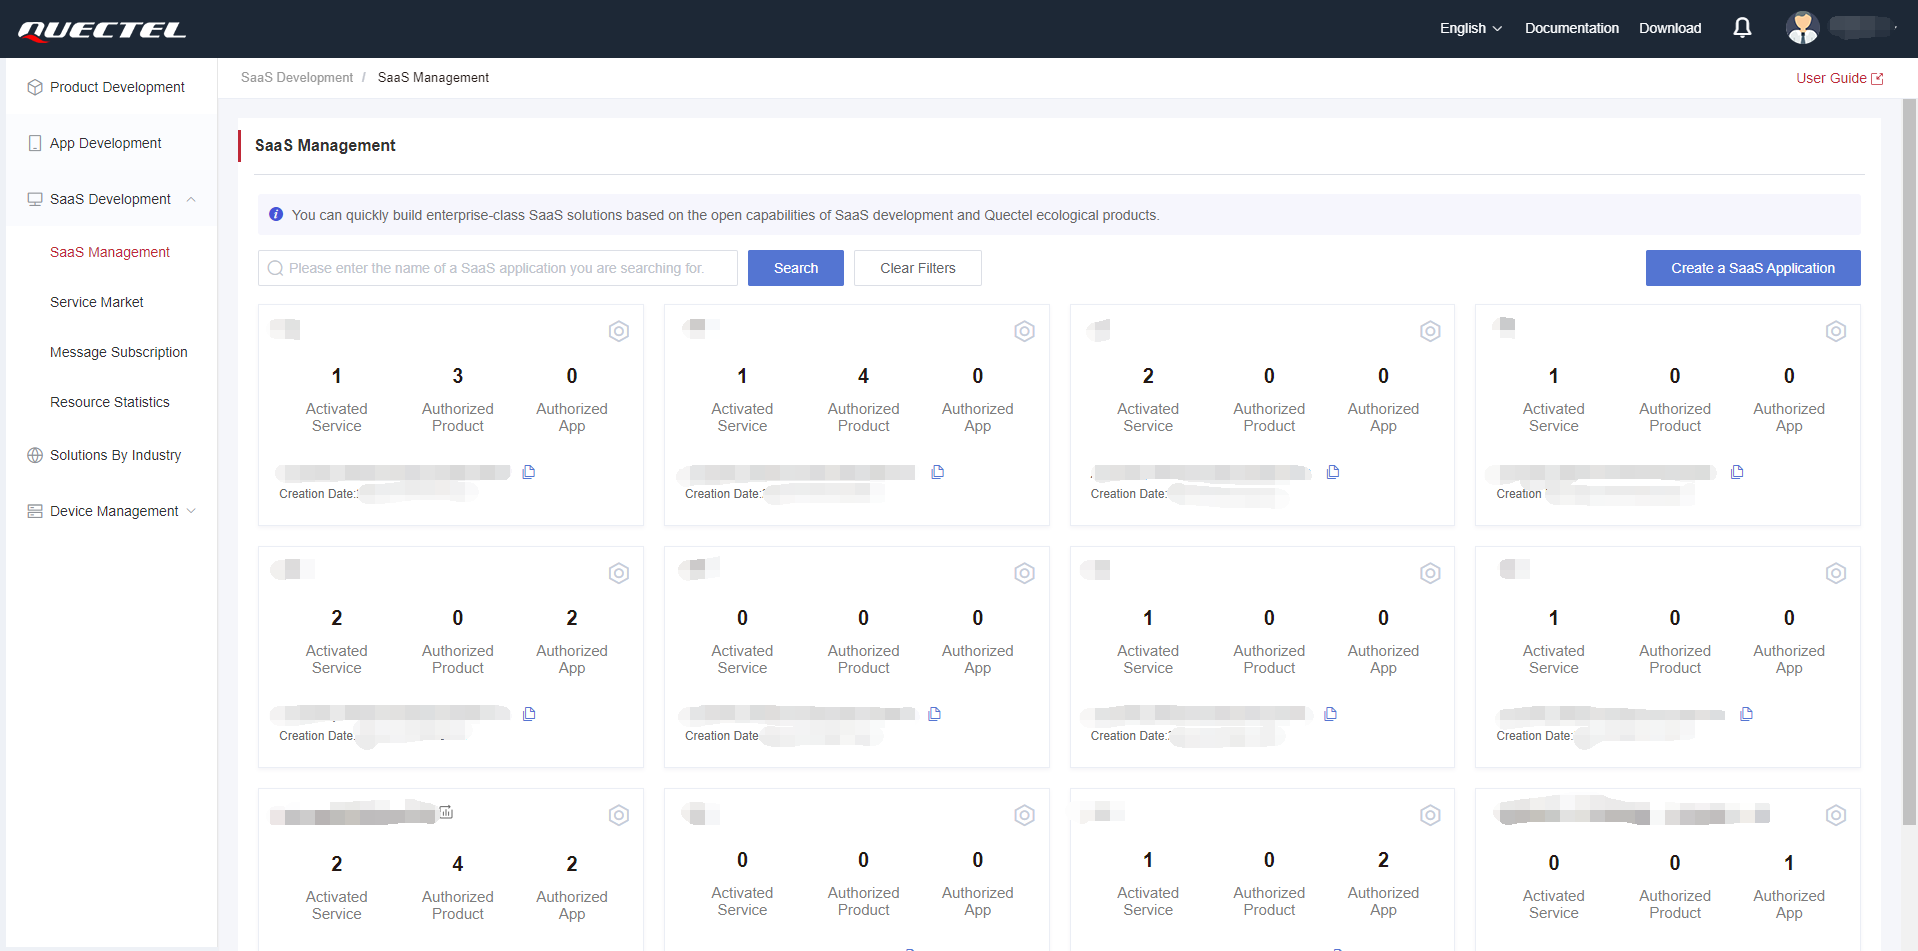 QUECTEL
English
Documentation
Download
Product Development
App Development
SaaS Development
SaaS Management
Service Market
Message Subscription
Resource Statistics
Solutions By Industry
Device Management
SaaS Development / SaaS Management
User Guide
SaaS Management
You can quickly build enterprise-class SaaS solutions based on the open capabilities of SaaS development and Quectel ecological products.
Please enter the name of a SaaS application you are searching for.
Search
Clear Filters
Create a SaaS Application
1 3 0
Activated Service Authorized Product Authorized App
Creation Date:
1 4 0
Activated Service Authorized Product Authorized App
Creation Date:
2 0 0
Activated Service Authorized Product Authorized App
Creation Date:
1 0 0
Activated Service Authorized Product Authorized App
Creation
2 0 2
Activated Service Authorized Product Authorized App
Creation Date
0 0 0
Activated Service Authorized Product Authorized App
Creation Date
1 0 0
Activated Service Authorized Product Authorized App
Creation Date:
1 0 0
Activated Service Authorized Product Authorized App
Creation Date:
2 4 2
Activated Service Authorized Product Authorized App
0 0 0
Activated Service Authorized Product Authorized App
1 0 2
Activated Service Authorized Product Authorized App
0 0 1
Activated Service Authorized Product Authorized App